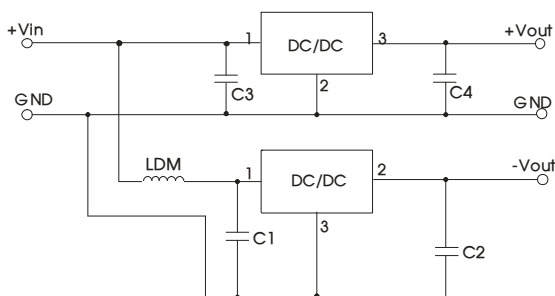 +Vin
1
DC/DC
3
+Vout
C3
2
C4
GND
GND
LDM
1
DC/DC
2
-Vout
3
C1
C2